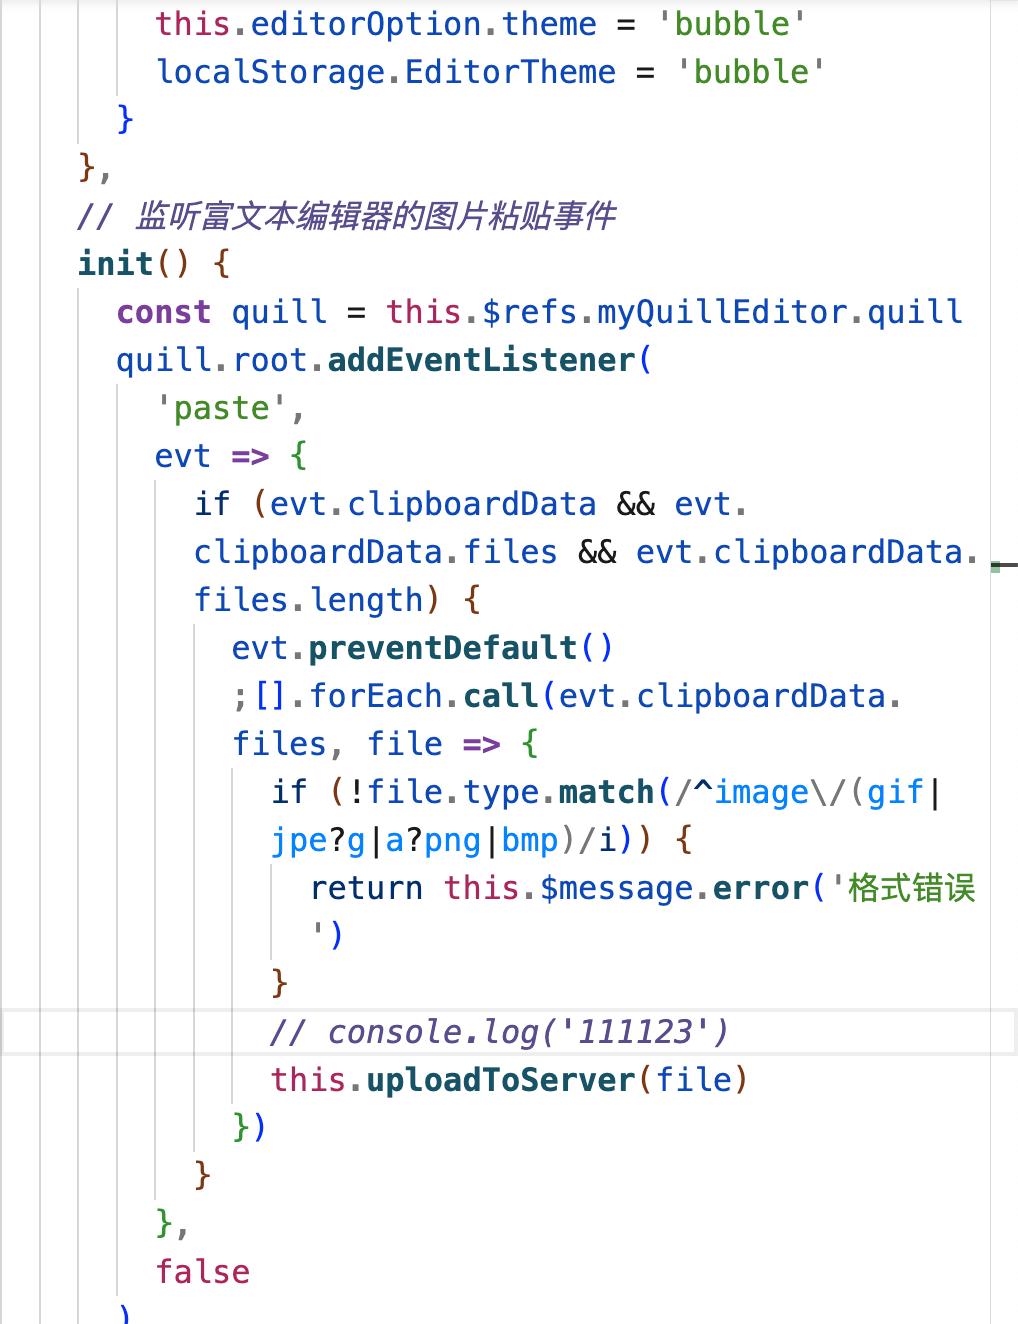 this.editorOption.theme = 'bubble'
localStorage.EditorTheme = 'bubble'
}
},
// 监听富文本编辑器的图片粘贴事件
init() {
const quill = this.$refs.myQuillEditor.quill
quill.root.addEventListener(
'paste',
evt => {
if (evt.clipboardData && evt.
clipboardData.files && evt.clipboardData.
files.length) {
evt.preventDefault()
;[].forEach.call(evt.clipboardData.
files, file => {
if (!file.type.match(/^image\/(gif|
jpe?g|a?png|bmp)/i)) {
return this.$message.error('格式错误
')
}
// console.log('111123')
this.uploadToServer(file)
})
}
},
false
)